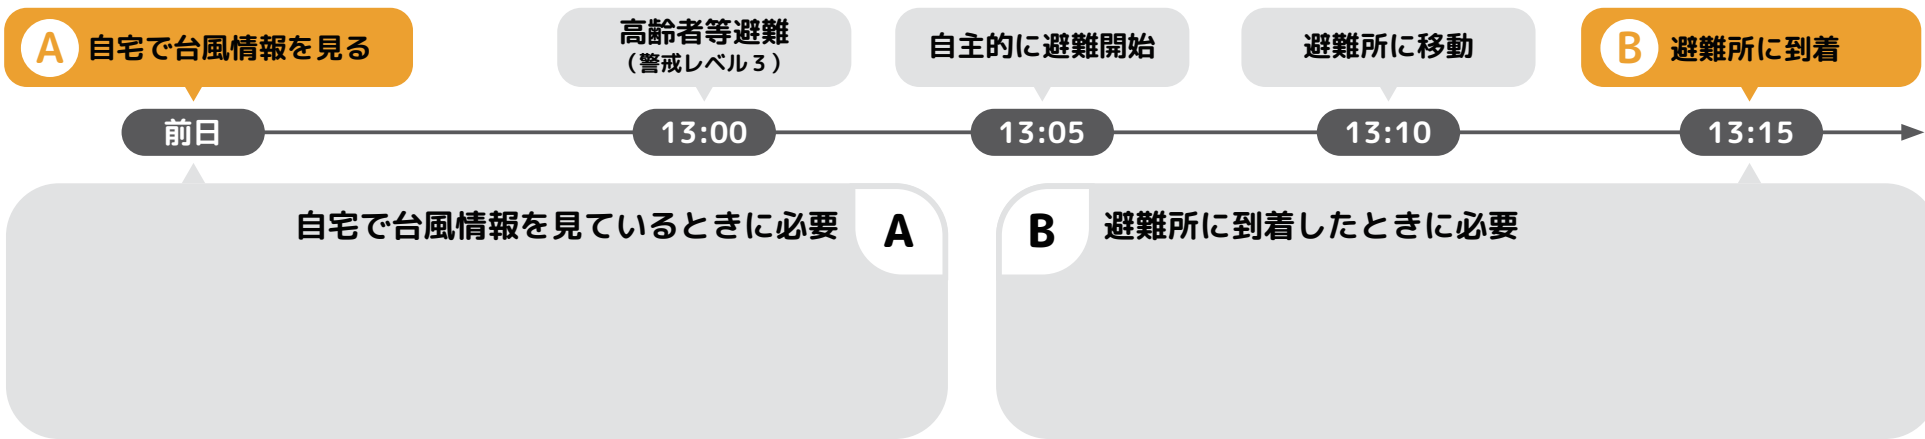 A 自宅で台風情報を見る
高齢者等避難
（警戒レベル３）
自主的に避難開始
避難所に移動
B 避難所に到着
前日
13:00
13:05
13:10
13:15
自宅で台風情報を見ているときに必要 A
B 避難所に到着したときに必要